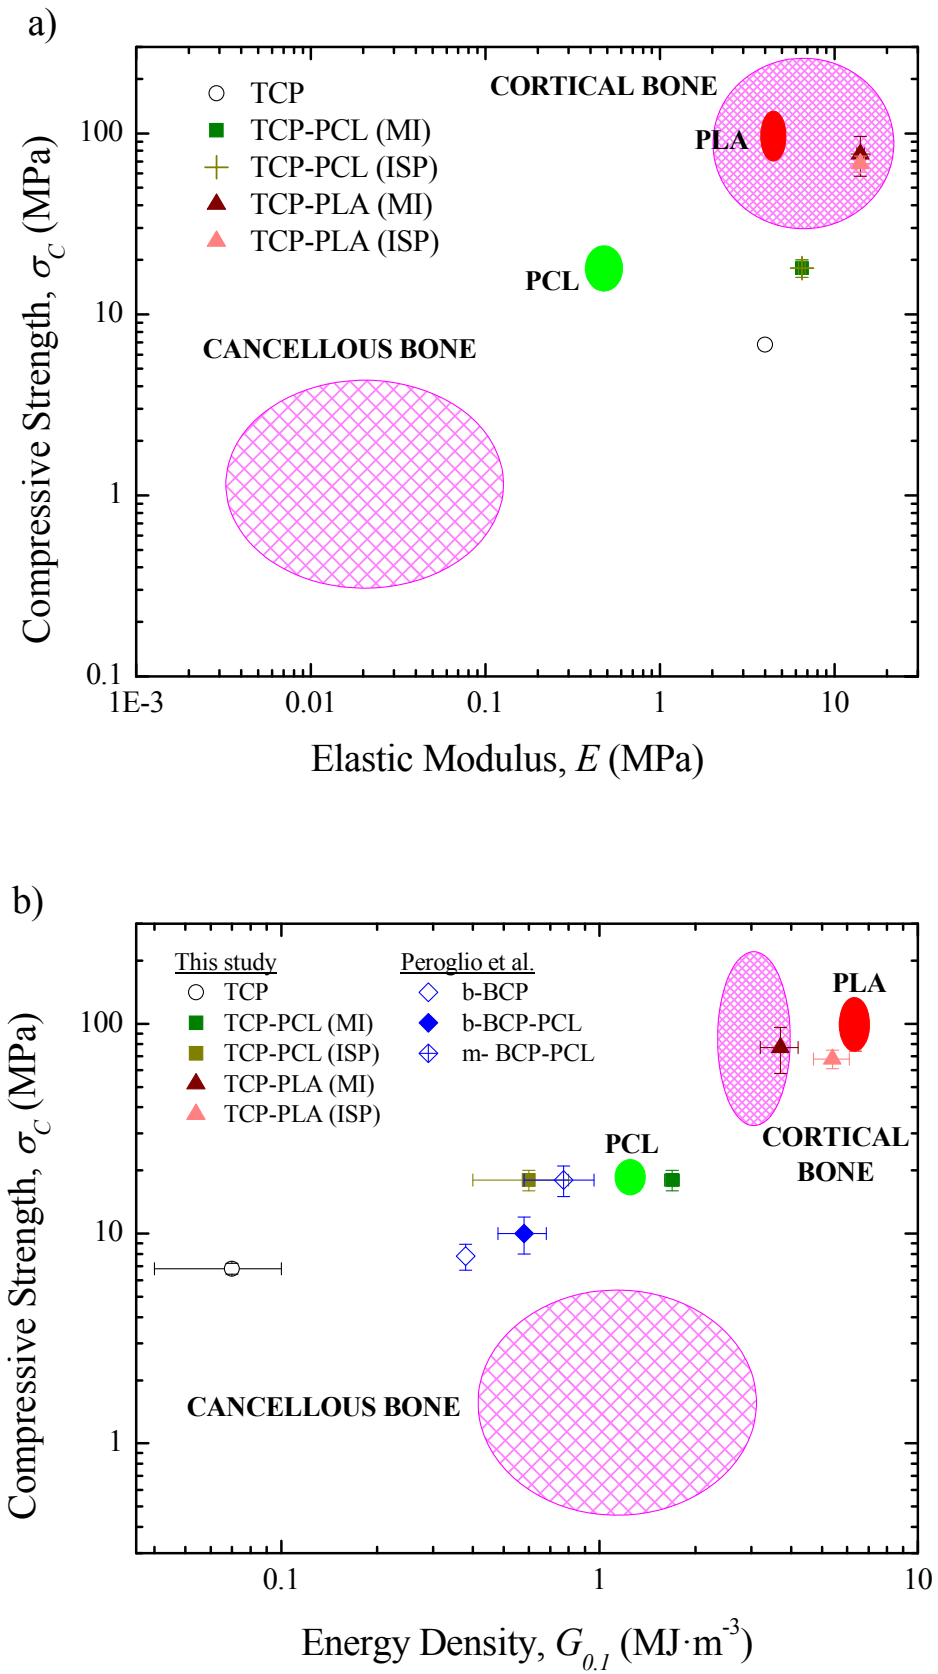 a)
CORTICAL BONE
TCP
TCP-PCL (MI)
TCP-PCL (ISP)
TCP-PLA (MI)
TCP-PLA (ISP)
PLA
PCL
CANCELLOUS BONE
100
10
1
0.1
1E-3
0.01
0.1
1
10
Compressive Strength, σC (MPa)
Elastic Modulus, E (MPa)
b)
This study
TCP
TCP-PCL (MI)
TCP-PCL (ISP)
TCP-PLA (MI)
TCP-PLA (ISP)
Peroglio et al.
b-BCP
b-BCP-PCL
m- BCP-PCL
PLA
CORTICAL
BONE
PCL
CANCELLOUS BONE
100
10
1
0.1
1
10
Compressive Strength, σC (MPa)
Energy Density, G0.1 (MJ·m-3)